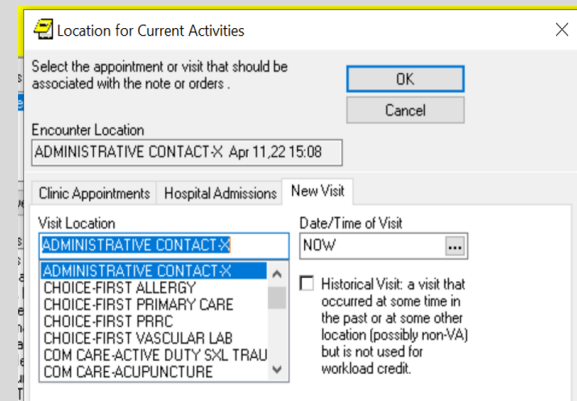 Location for Current Activities
Select the appointment or visit that should be
associated with the note or orders .
OK
Cancel
Encounter Location
ADMINISTRATIVE CONTACT-X Apr 11,22 15:08
Clinic Appointments
Hospital Admissions
New Visit
Visit Location
ADMINISTRATIVE CONTACT-X
ADMINISTRATIVE CONTACT-X
CHOICE-FIRST ALLERGY
CHOICE-FIRST PRIMARY CARE
CHOICE-FIRST PRRC
CHOICE-FIRST VASCULAR LAB
COM CARE-ACTIVE DUTY SXL TRAU
COM CARE-ACUPUNCTURE
Date/Time of Visit
NOW
...
Historical Visit: a visit that
occurred at some time in
the past or at some other
location (possibly non-VA)
but is not used for
workload credit.